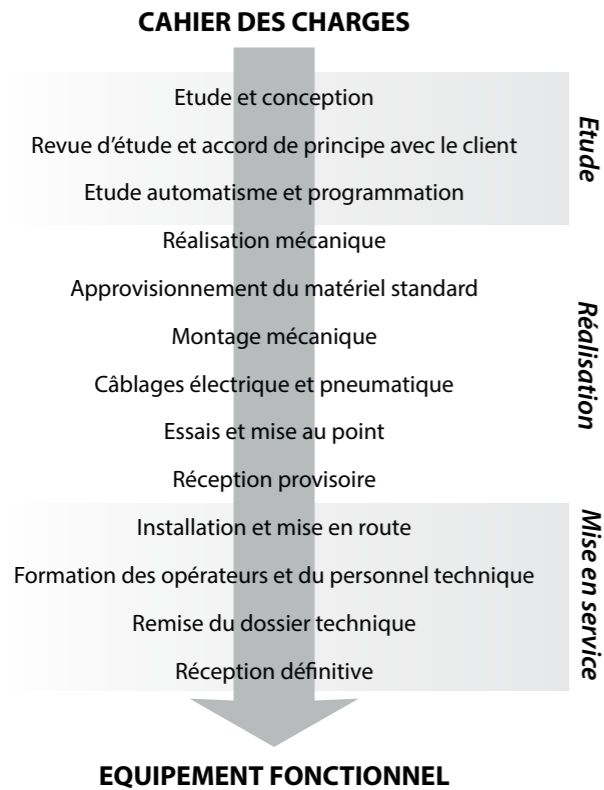 CAHIER DES CHARGES
Etude et conception
Revue d'étude et accord de principe avec le client
Etude automatisme et programmation
Etude
Réalisation mécanique
Approvisionnement du matériel standard
Montage mécanique
Câblages électrique et pneumatique
Essais et mise au point
Réception provisoire
Réalisation
Installation et mise en route
Formation des opérateurs et du personnel technique
Remise du dossier technique
Réception définitive
Mise en service
EQUIPEMENT FONCTIONNEL